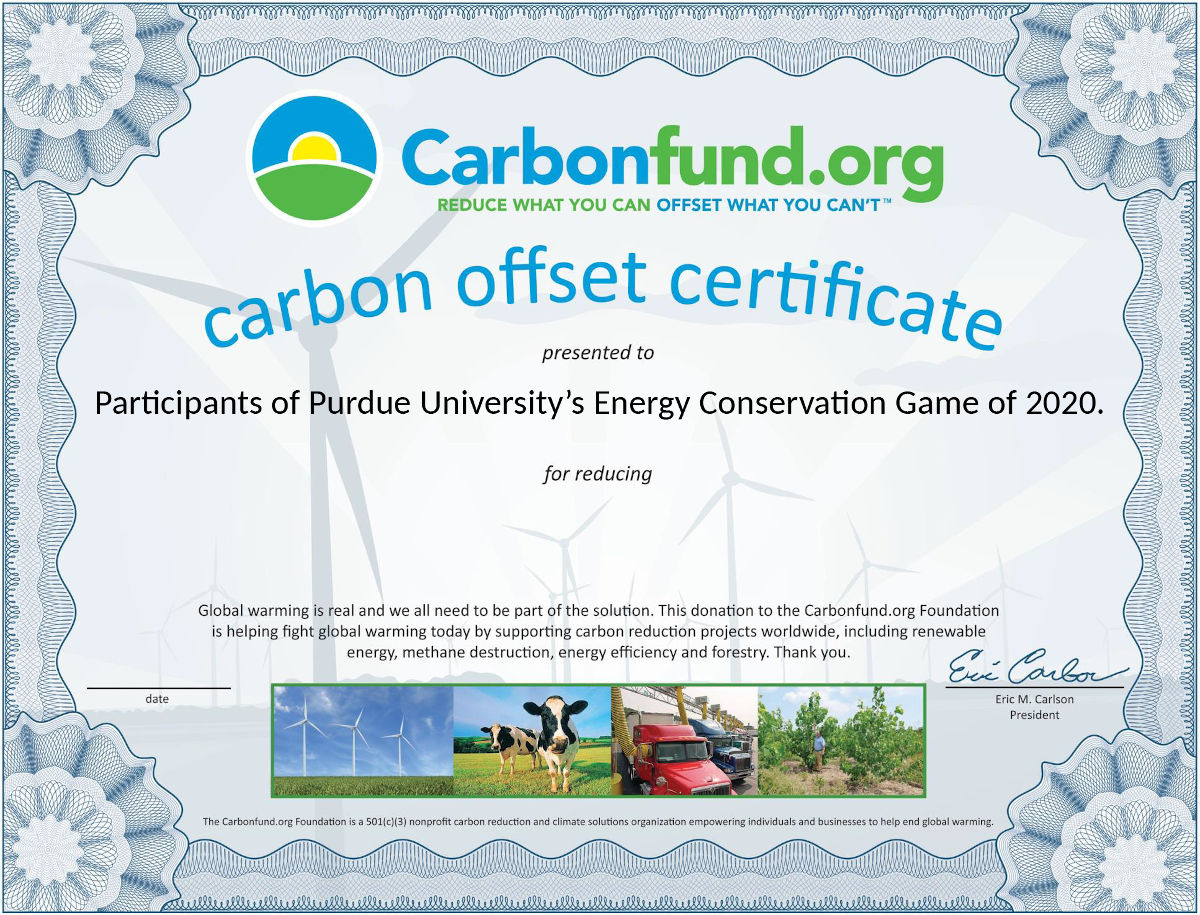 Carbonfund.org
REDUCE WHAT YOU CAN OFFSET WHAT YOU CAN'T™
carbon offset certificate
presented to
Participants of Purdue University's Energy Conservation Game of 2020.
for reducing
Global warming is real and we all need to be part of the solution. This donation to the Carbonfund.org Foundation
is helping fight global warming today by supporting carbon reduction projects worldwide, including renewable
energy, methane destruction, energy efficiency and forestry. Thank you.
Eric Carlson
date
Eric M. Carlson
President
The Carbonfund.org Foundation is a 501(c)(3) nonprofit carbon reduction and climate solutions organization empowering individuals and businesses to help end global warming.